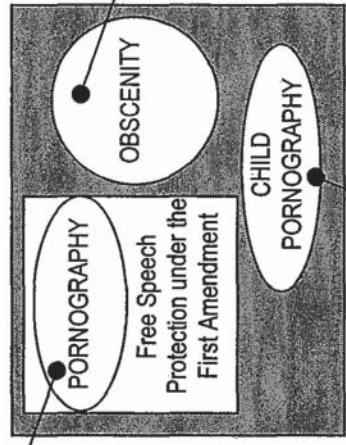 PORNOGRAPHY
Free Speech
Protection under the
First Amendment
OBSCENITY
CHILD
PORNOGRAPHY